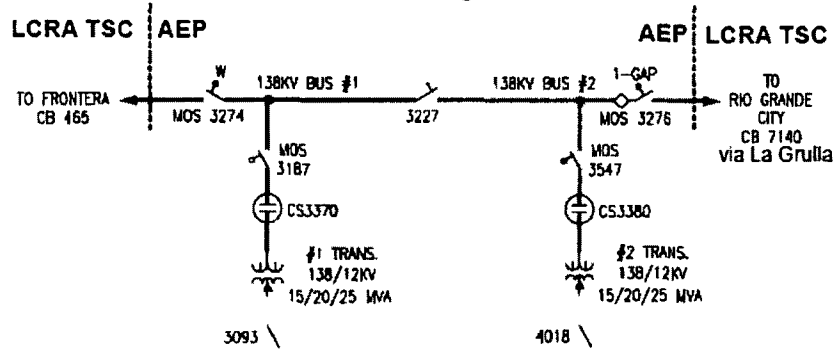 LCRA TSC AEP
AEP LCRA TSC
W
138KV BUS #1
138KV BUS #2
1-GAP
TO FRONTERA
CB 465
MOS 3274
3227
MOS 3276
TO
RIO GRANDE
CITY
CB 7140
via La Grulla
MOS
3187
MOS
3547
CS3370
CS3380
#1 TRANS.
138/12KV
15/20/25 MVA
#2 TRANS.
138/12KV
15/20/25 MVA
3093
4018